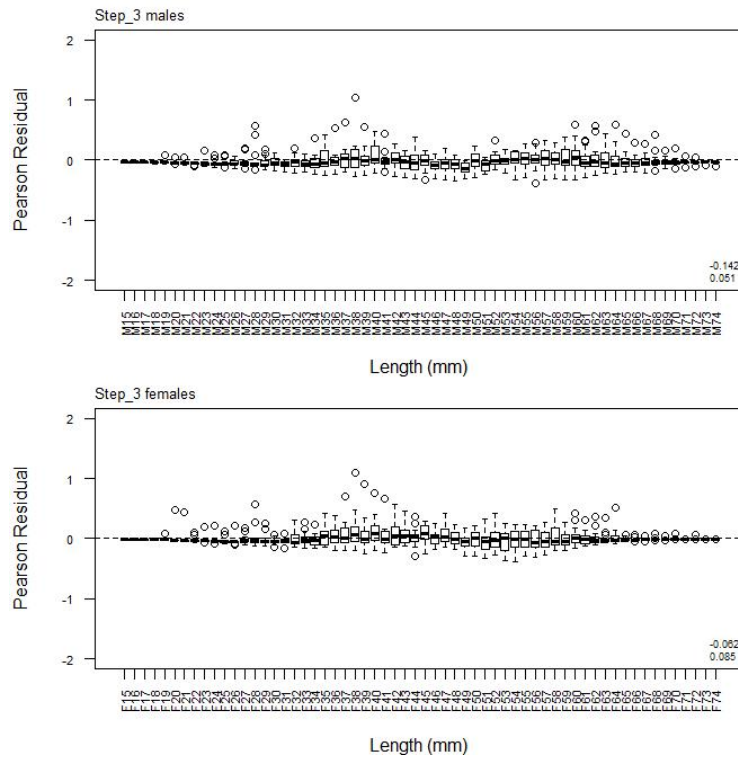 Step_3 males
Pearson Residual
2
1
0
-1
-2
-0.142
0.051
M15 M16 M17 M18 M19 M20 M21 M22 M23 M24 M25 M26 M27 M28 M29 M30 M31 M32 M33 M34 M35 M36 M37 M38 M39 M40 M41 M42 M43 M44 M45 M46 M47 M48 M49 M50 M51 M52 M53 M54 M55 M56 M57 M58 M59 M60 M61 M62 M63 M64 M65 M66 M67 M68 M69 M70 M71 M72 M73 M74
Length (mm)
Step_3 females
Pearson Residual
2
1
0
-1
-2
-0.062
0.085
F15 F16 F17 F18 F19 F20 F21 F22 F23 F24 F25 F26 F27 F28 F29 F30 F31 F32 F33 F34 F35 F36 F37 F38 F39 F40 F41 F42 F43 F44 F45 F46 F47 F48 F49 F50 F51 F52 F53 F54 F55 F56 F57 F58 F59 F60 F61 F62 F63 F64 F65 F66 F67 F68 F69 F70 F71 F72 F73 F74
Length (mm)